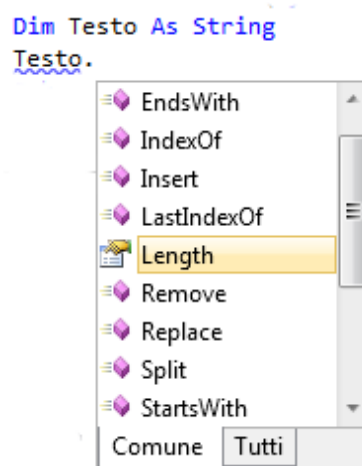 Dim Testo As String
Testo.
EndsWith
IndexOf
Insert
LastIndexOf
Length
Remove
Replace
Split
StartsWith
Comune Tutti